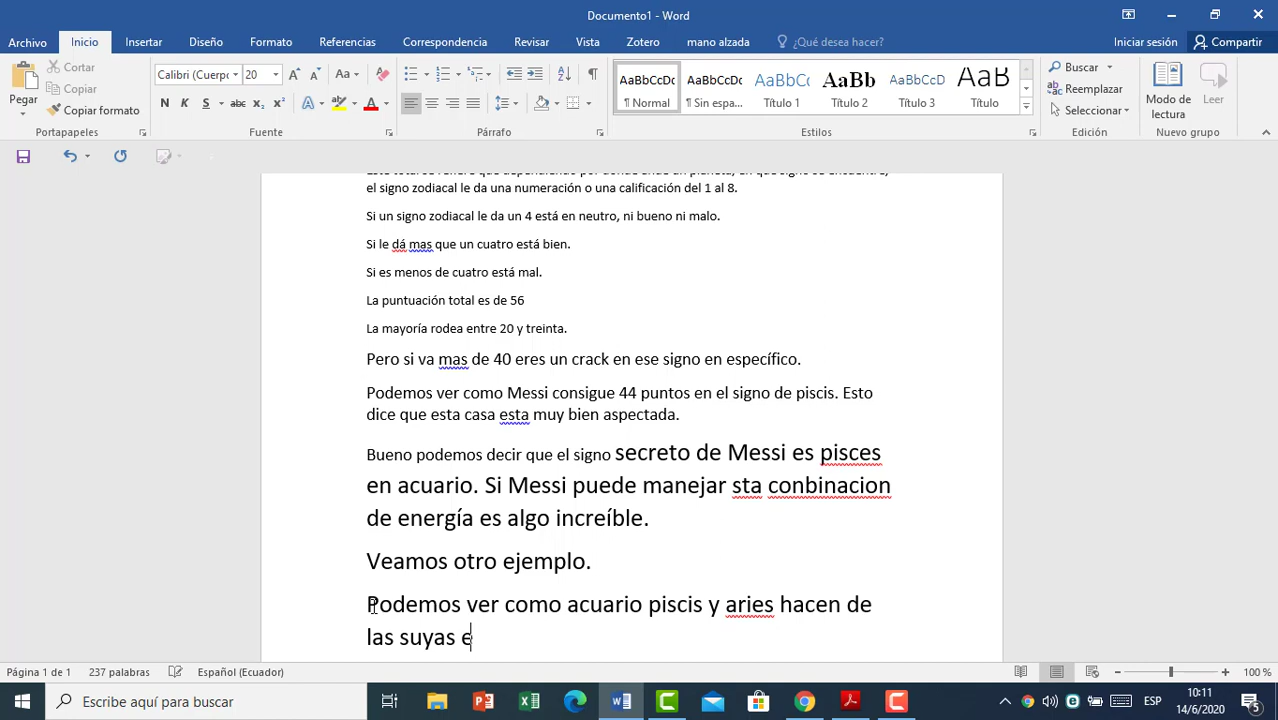 Documento1 - Word
Archivo Inicio Insertar Diseño Formato Referencias Correspondencia Revisar Vista Zotero mano alzada ¿Qué desea hacer? Iniciar sesión Compartir
Pegar
Cortar
Copiar
Copiar formato
Portapapeles
Calibri (Cuerpo 20
Fuente
Párrafo
AaBbCcDc AaBbCcDc AaBbCcDc AaBb AaBbCcD AaB
¶ Normal ¶ Sin espa... Título 1 Título 2 Título 3 Título
Estilos
Buscar
Reemplazar
Seleccionar
Edición
Modo de lectura
Leer
Nuevo grupo
el signo zodiacal le da una numeración o una calificación del 1 al 8.
Si un signo zodiacal le da un 4 está en neutro, ni bueno ni malo.
Si le dá mas que un cuatro está bien.
Si es menos de cuatro está mal.
La puntuación total es de 56
La mayoría rodea entre 20 y treinta.
Pero si va mas de 40 eres un crack en ese signo en específico.
Podemos ver como Messi consigue 44 puntos en el signo de piscis. Esto
dice que esta casa esta muy bien aspectada.
Bueno podemos decir que el signo secreto de Messi es pisces
en acuario. Si Messi puede manejar sta conbinacion
de energía es algo increíble.
Veamos otro ejemplo.
Podemos ver como acuario piscis y aries hacen de
las suyas e
Página 1 de 1 237 palabras Español (Ecuador) 100 %
Escribe aquí para buscar
ESP
10:11
14/6/2020
5